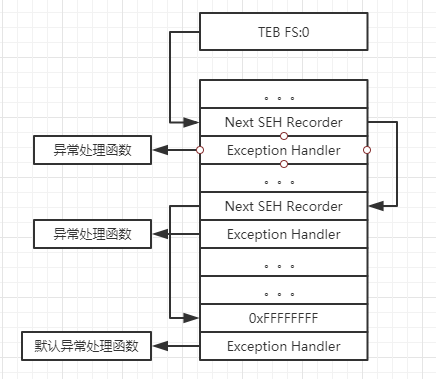 TEB FS:0
。。。
Next SEH Recorder
异常处理函数
Exception Handler
。。。
Next SEH Recorder
异常处理函数
Exception Handler
。。。
。。。
0xFFFFFFFF
默认异常处理函数
Exception Handler